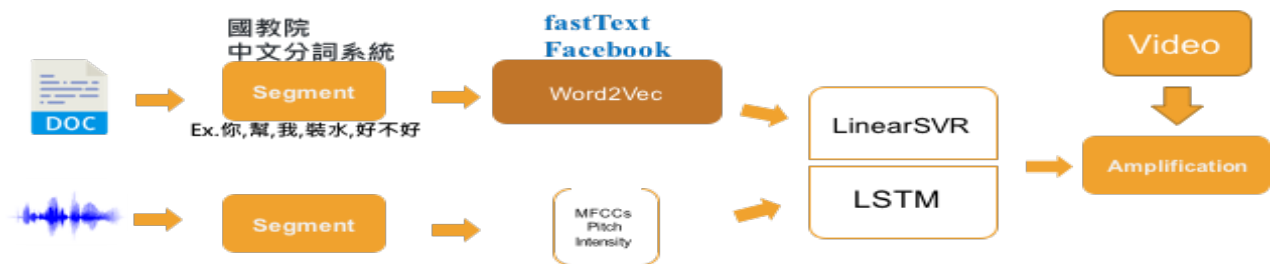 國教院
中文分詞系統
fastText
Facebook
Video
DOC
Segment
Word2Vec
Ex.你,幫,我,裝水,好不好
LinearSVR
LSTM
Amplification
Segment
MFCCs
Pitch
Intensity